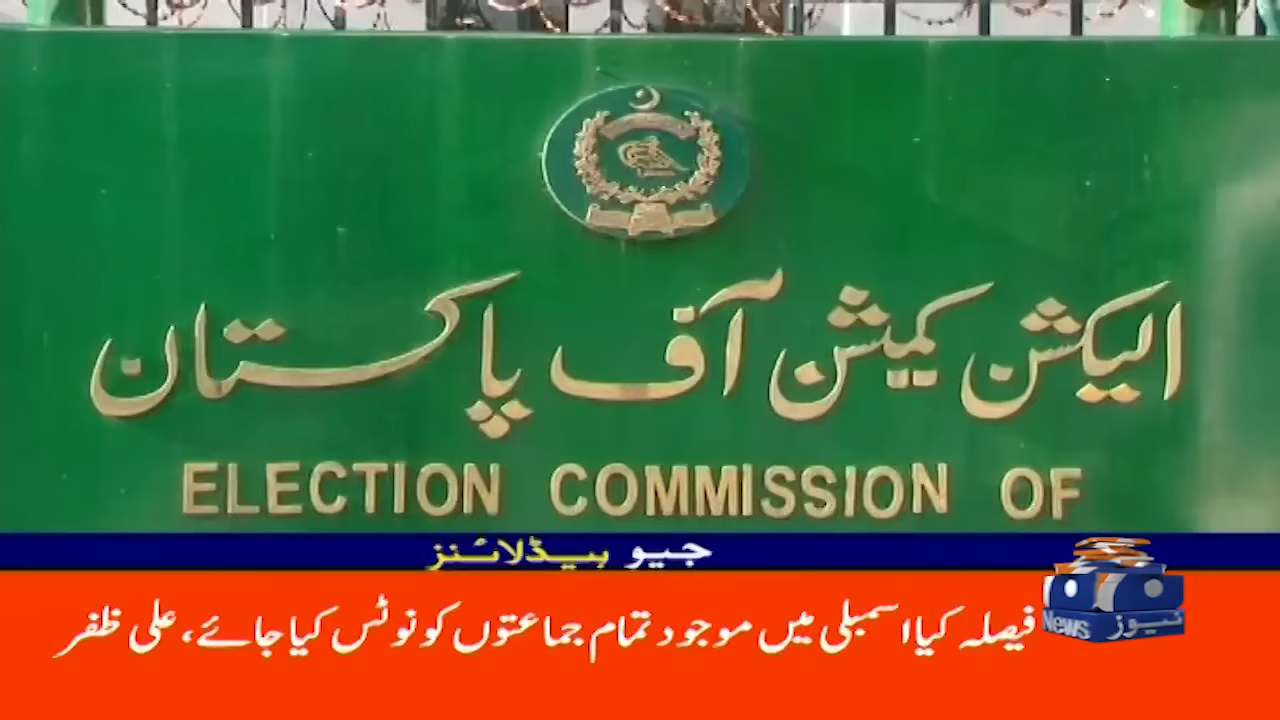 الیکشن کمیشن آف پاکستان
ELECTION COMMISSION OF
جیو ہیڈلائنز
فیصلہ کیا اسمبلی میں موجود تمام جماعتوں کو نوٹس کیا جائے، علی ظفر
News نیوز